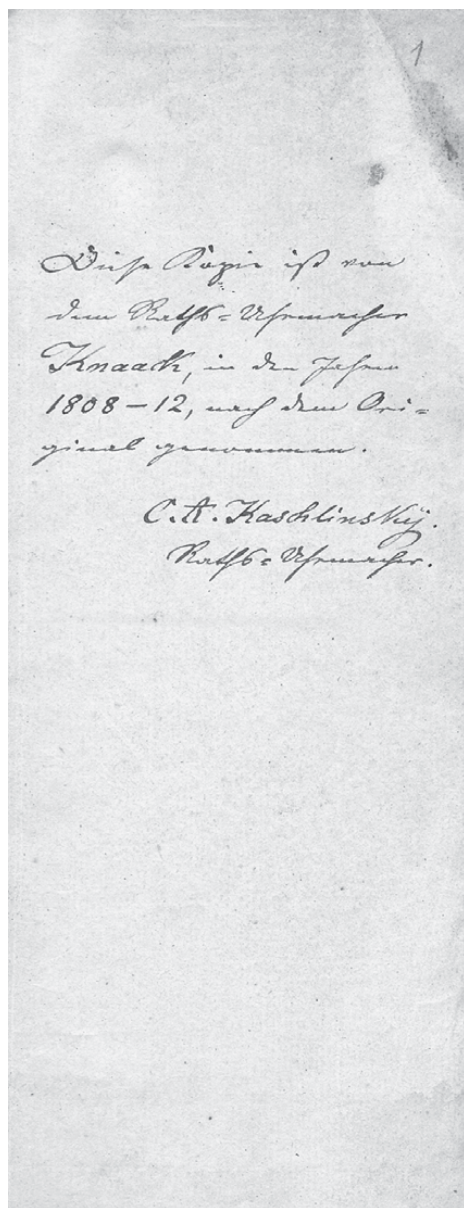 1
Diese Kopie ist von
dem Raths-Uhrmacher
Knaack, in den Jahren
1808–12, nach dem Ori-
ginal genommen.
C. A. Kaschlinsky.
Raths-Uhrmacher.